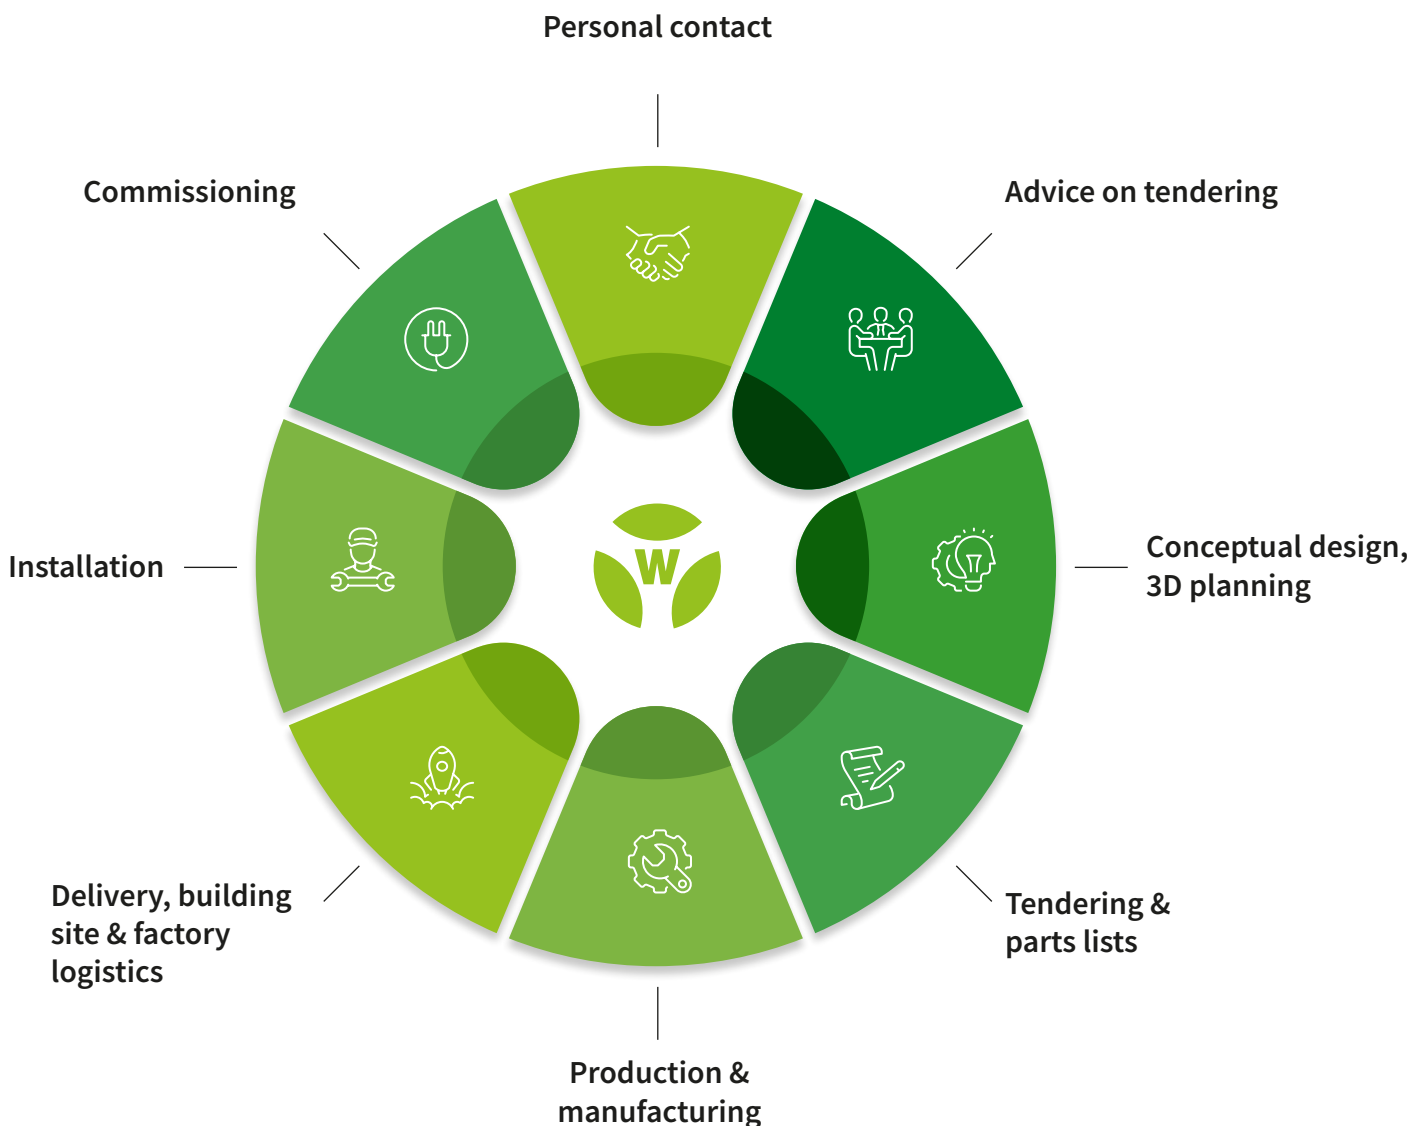 Personal contact
Commissioning
Advice on tendering
W
Installation
Conceptual design,
3D planning
Delivery, building
site & factory
logistics
Tendering &
parts lists
Production &
manufacturing